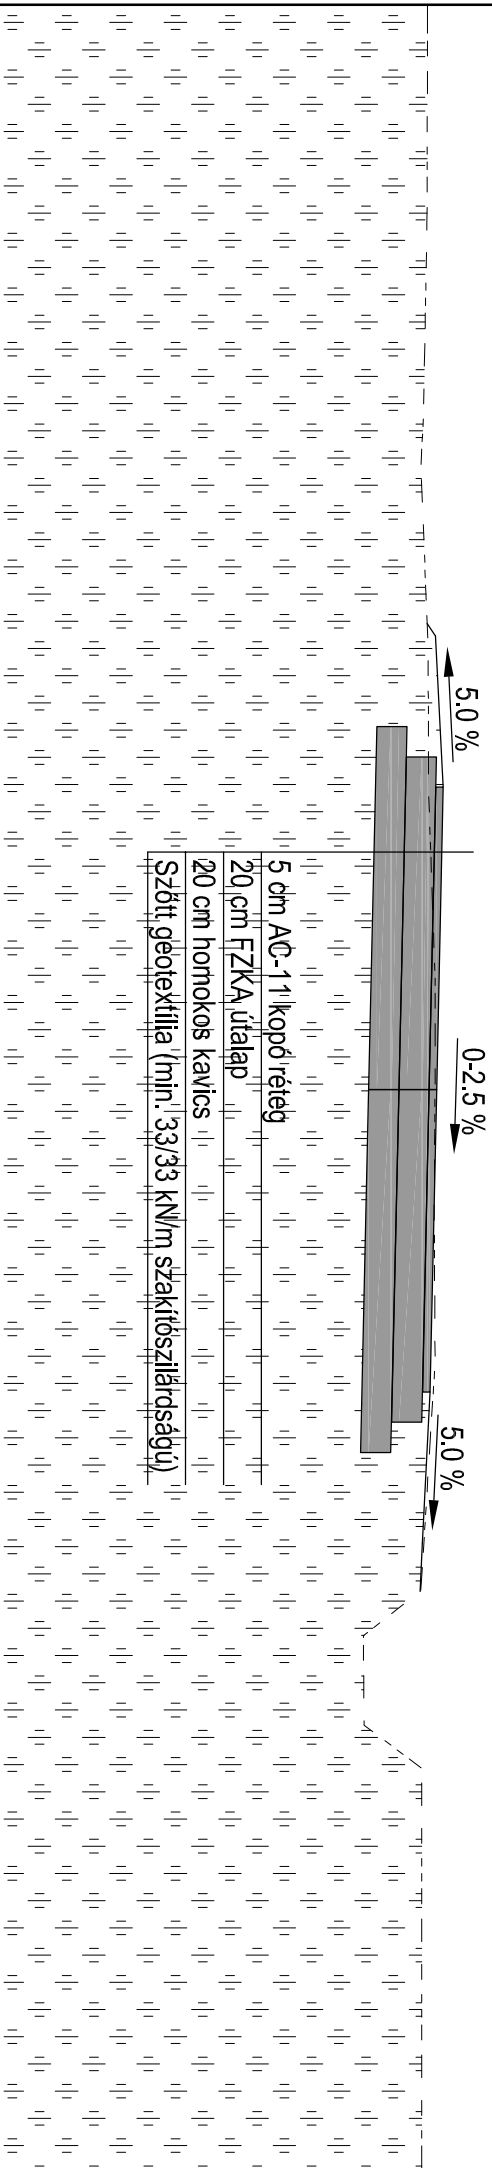 5.0 %
0-2.5 %
5.0 %
5 cm AC-11 kopó réteg
20 cm FZKA útalap
20 cm homokos kavics
Szőtt geotextília (min. 33/33 kN/m szakítószilárdságú)